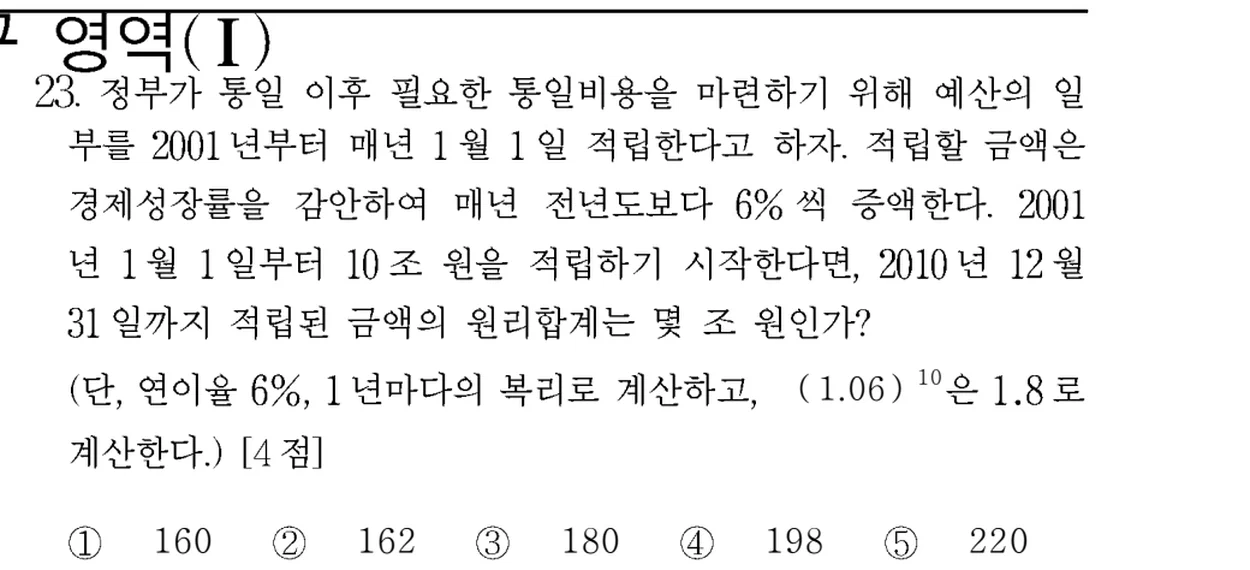 구 영역(Ⅰ)
23. 정부가 통일 이후 필요한 통일비용을 마련하기 위해 예산의 일
부를 2001년부터 매년 1월 1일 적립한다고 하자. 적립할 금액은
경제성장률을 감안하여 매년 전년도보다 6%씩 증액한다. 2001
년 1월 1일부터 10조 원을 적립하기 시작한다면, 2010년 12월
31일까지 적립된 금액의 원리합계는 몇 조 원인가?
(단, 연이율 6%, 1년마다의 복리로 계산하고, (1.06)¹⁰은 1.8로
계산한다.) [4점]
① 160 ② 162 ③ 180 ④ 198 ⑤ 220